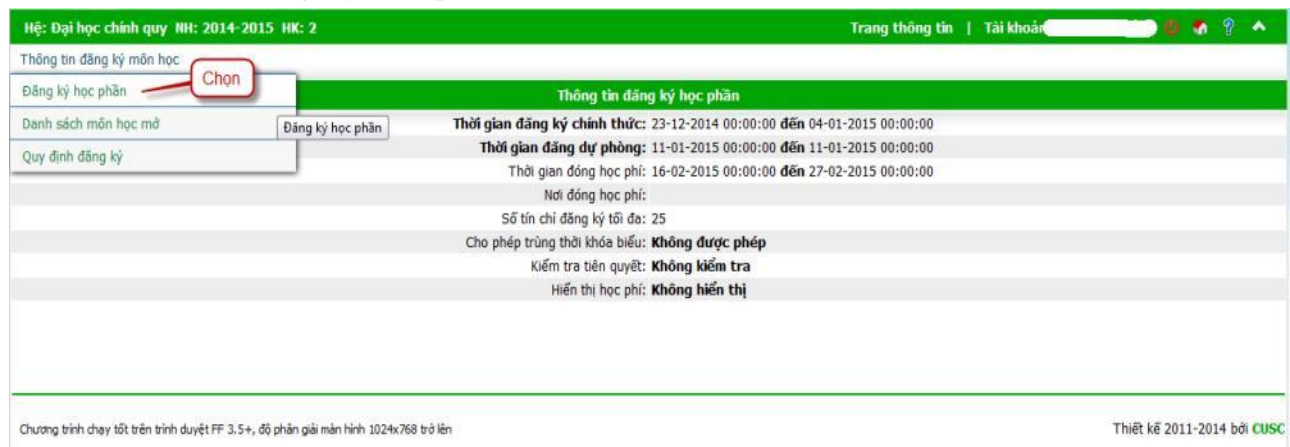 Hệ: Đại học chính quy NH: 2014-2015 HK: 2 Trang thông tin | Tài khoản
Thông tin đăng ký môn học
Đăng ký học phần Chọn Thông tin đăng ký học phần
Danh sách môn học mở Đăng ký học phần Thời gian đăng ký chính thức: 23-12-2014 00:00:00 đến 04-01-2015 00:00:00
Quy định đăng ký Thời gian đăng dự phòng: 11-01-2015 00:00:00 đến 11-01-2015 00:00:00
Thời gian đóng học phí: 16-02-2015 00:00:00 đến 27-02-2015 00:00:00
Nơi đóng học phí:
Số tín chỉ đăng ký tối đa: 25
Cho phép trùng thời khóa biểu: Không được phép
Kiểm tra tiên quyết: Không kiểm tra
Hiển thị học phí: Không hiển thị
Chương trình chạy tốt trên trình duyệt FF 3.5+, độ phân giải màn hình 1024x768 trở lên Thiết kế 2011-2014 bởi CUSC